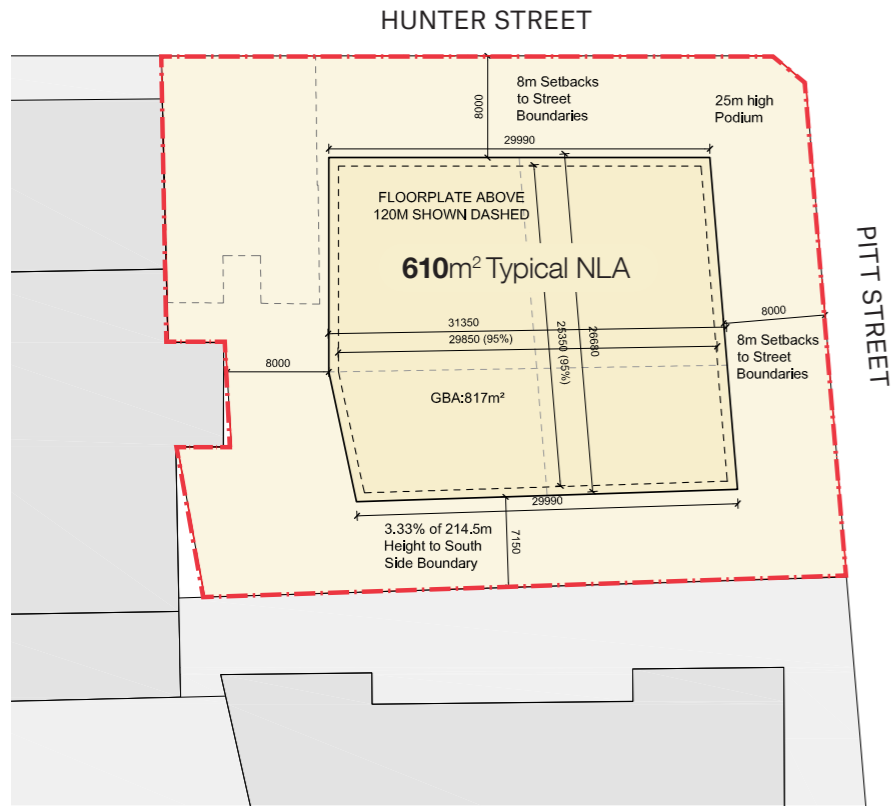 HUNTER STREET
8m Setbacks
to Street
Boundaries
8000
25m high
Podium
29990
FLOORPLATE ABOVE
120M SHOWN DASHED
610m² Typical NLA
PITT STREET
8000
31350
29850 (95%)
25350 (95%)
26680
8m Setbacks
to Street
Boundaries
8000
GBA:817m²
29990
3.33% of 214.5m
Height to South
Side Boundary
7150